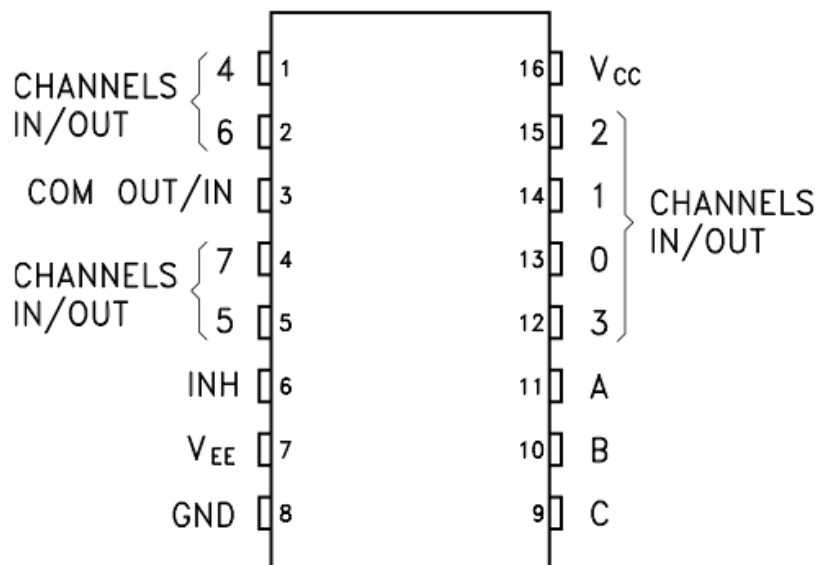 4 1 16 VCC
CHANNELS
IN/OUT
6 2 15 2
COM OUT/IN 3 14 1
CHANNELS
IN/OUT
7 4 13 0
CHANNELS
IN/OUT
5 5 12 3
INH 6 11 A
VEE 7 10 B
GND 8 9 C